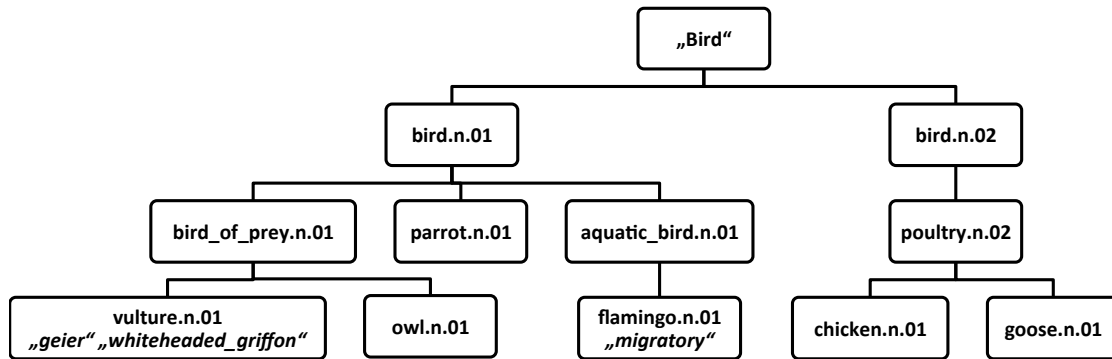 „Bird“
bird.n.01
bird.n.02
bird_of_prey.n.01
parrot.n.01
aquatic_bird.n.01
poultry.n.02
vulture.n.01
„geier“ „whiteheaded_griffon“
owl.n.01
flamingo.n.01
„migratory“
chicken.n.01
goose.n.01